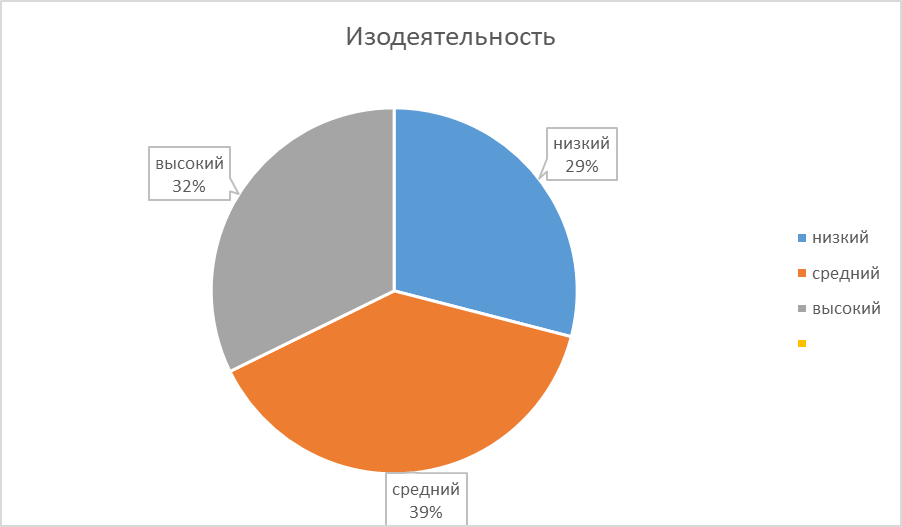 Изодеятельность
низкий
29%
высокий
32%
средний
39%
низкий
средний
высокий